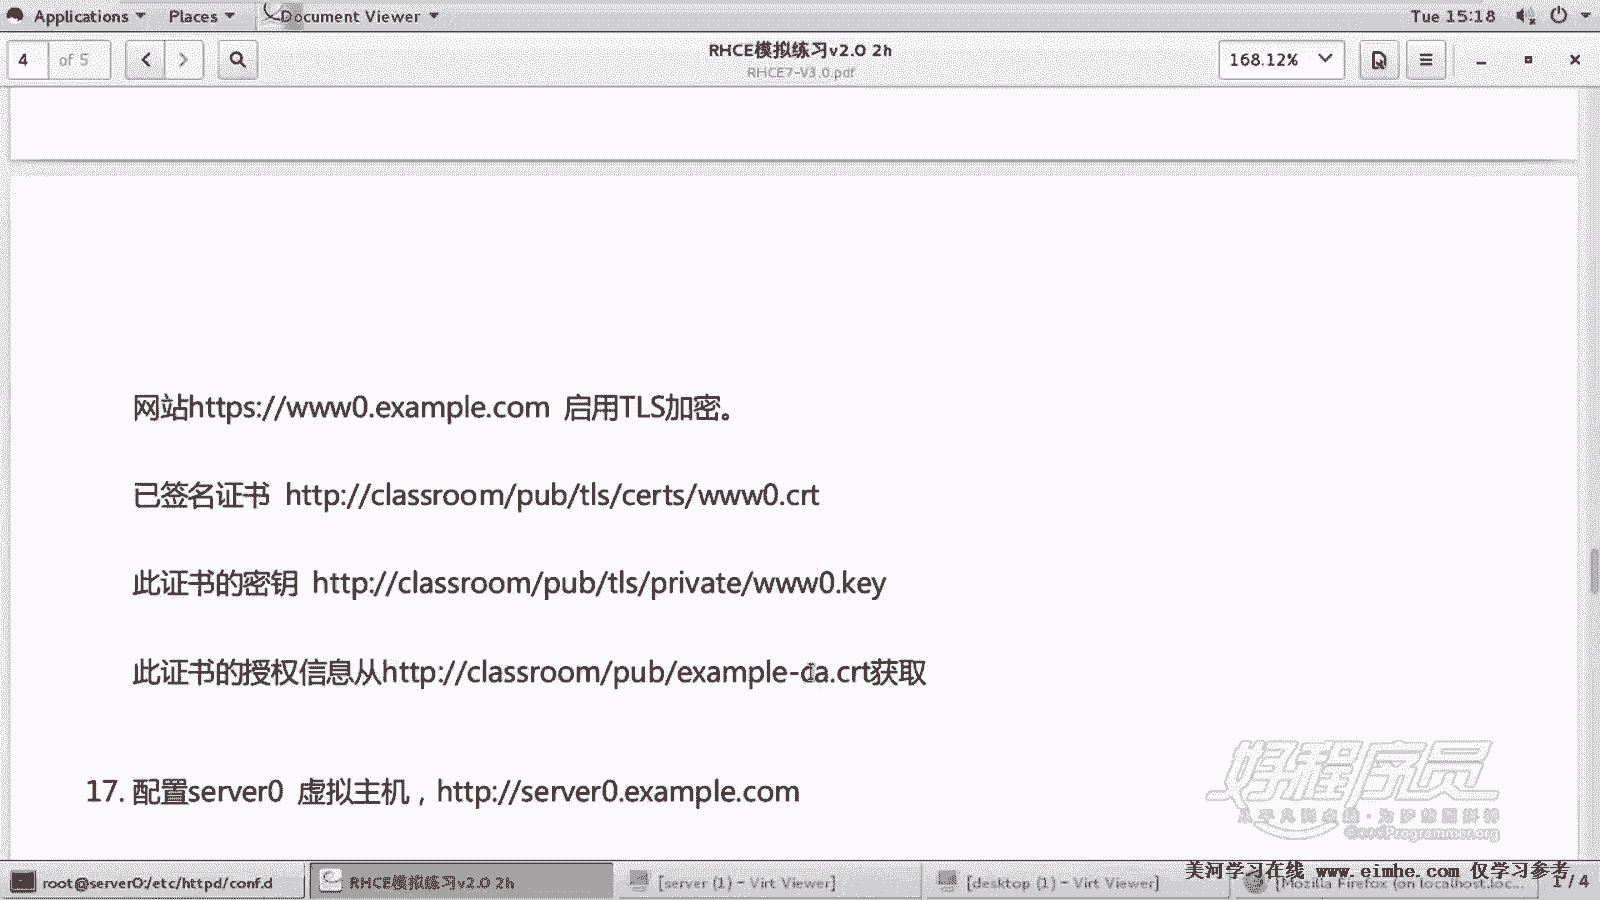 Applications Places Document Viewer Tue 15:18
4 of 5 RHCE模拟练习v2.0 2h 168.12%
RHCE7-V3.0.pdf
网站https://www0.example.com 启用TLS加密。
已签名证书 http://classroom/pub/tls/certs/www0.crt
此证书的密钥 http://classroom/pub/tls/private/www0.key
此证书的授权信息从http://classroom/pub/example-ca.crt获取
17. 配置server0 虚拟主机，http://server0.example.com
好程序员
GoodProgrammer.org
美河学习在线 www.eimhe.com 仅学习参考
root@server0:/etc/httpd/conf.d RHCE模拟练习v2.0 2h [server (1) - Virt Viewer] [desktop (1) - Virt Viewer] [Mozilla Firefox (on localhost.loc... 1 / 4